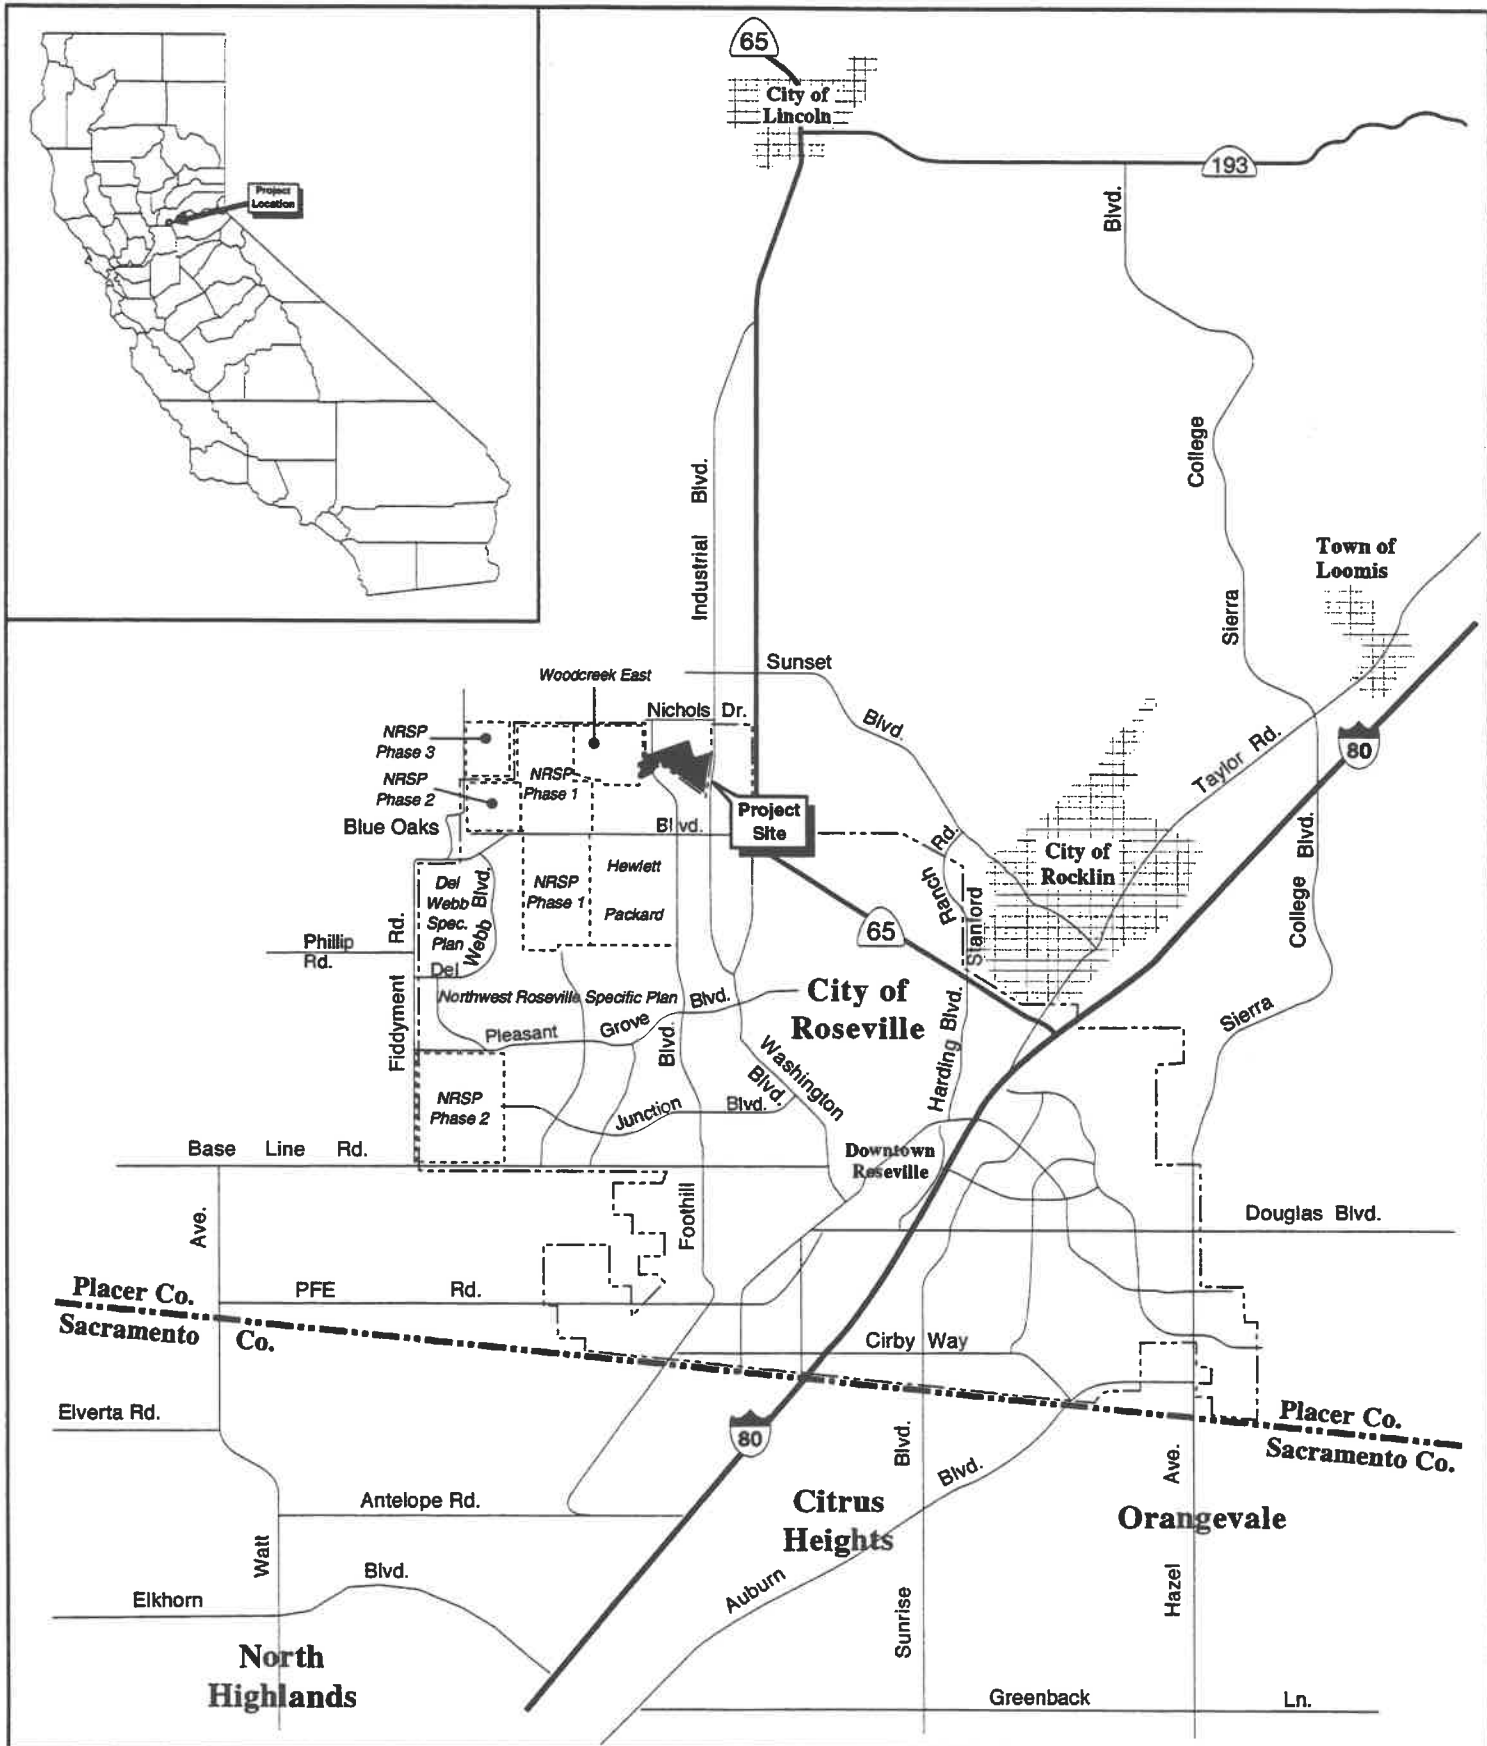 65
City of
Lincoln
193
Project
Location
Blvd.
College
Sierra
Industrial Blvd.
Town of
Loomis
Sunset
Blvd.
Woodcreek East
Nichols Dr.
NRSP
Phase 3
NRSP
Phase 2
NRSP
Phase 1
Blue Oaks
Blvd.
Project
Site
Taylor Rd.
80
Ranch Rd.
Stanford
City of
Rocklin
College Blvd.
Sierra
Del
Webb
Spec.
Plan
Del Webb Blvd.
NRSP
Phase 1
Hewlett
Packard
65
Phillip
Rd.
Fiddyment Rd.
Northwest Roseville Specific Plan
Pleasant Grove Blvd.
City of
Roseville
Harding Blvd.
Washington
Blvd.
Foothill Blvd.
NRSP
Phase 2
Junction Blvd.
Base Line Rd.
Downtown
Roseville
Douglas Blvd.
Watt Ave.
PFE Rd.
Placer Co.
Sacramento Co.
Cirby Way
Elverta Rd.
80
Placer Co.
Sacramento Co.
Antelope Rd.
Citrus
Heights
Orangevale
Sunrise Blvd.
Auburn Blvd.
Hazel Ave.
Elkhorn Blvd.
North
Highlands
Greenback Ln.